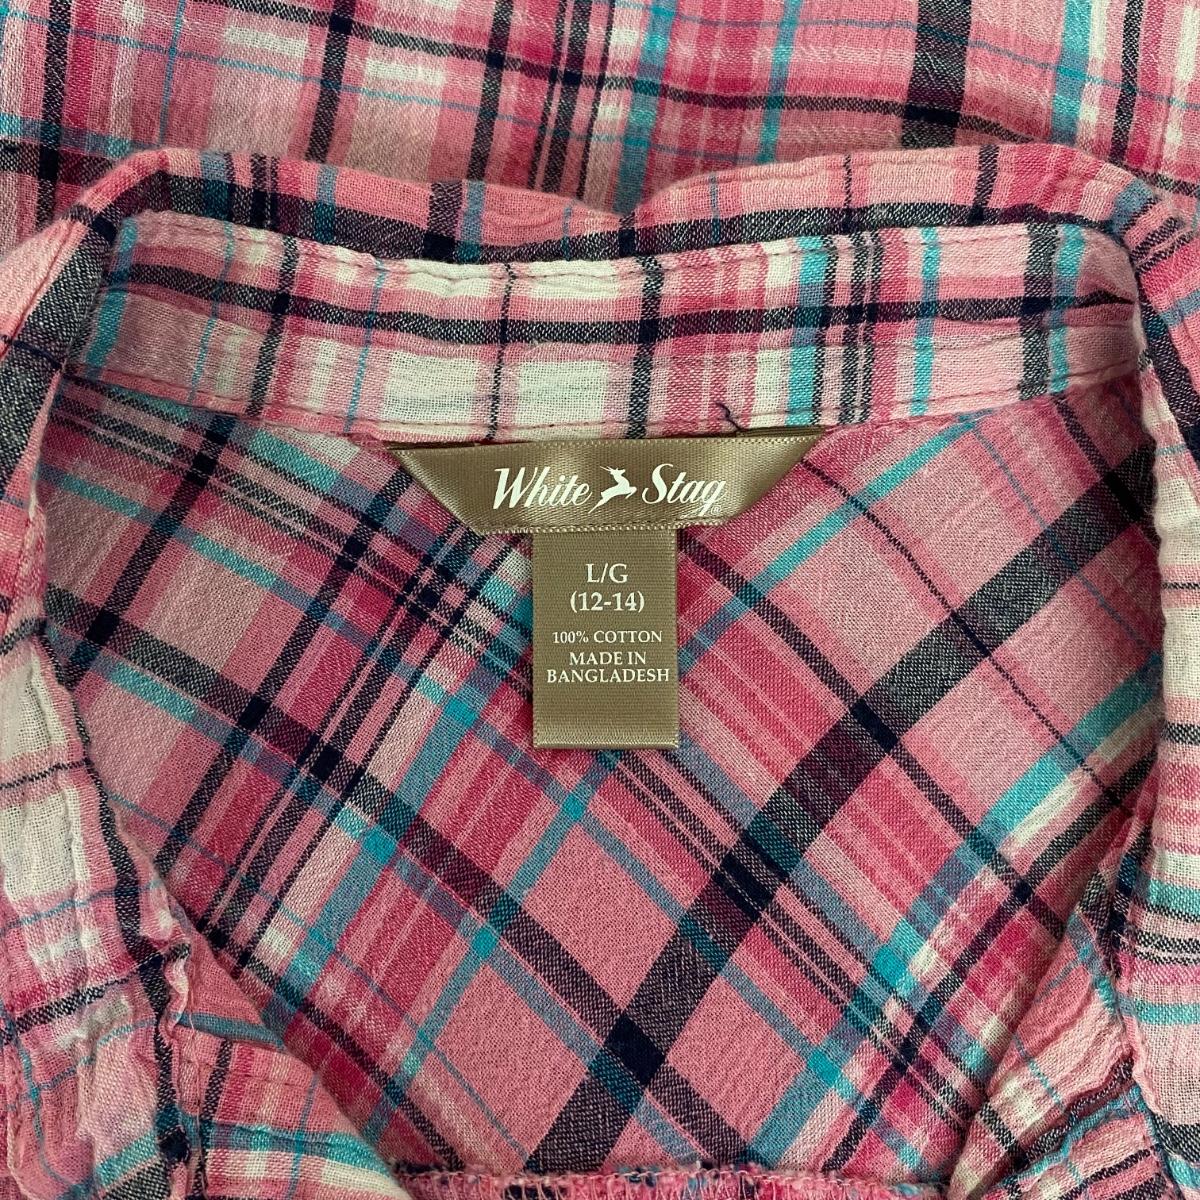 White Stag
L/G
(12-14)
100% COTTON
MADE IN
BANGLADESH